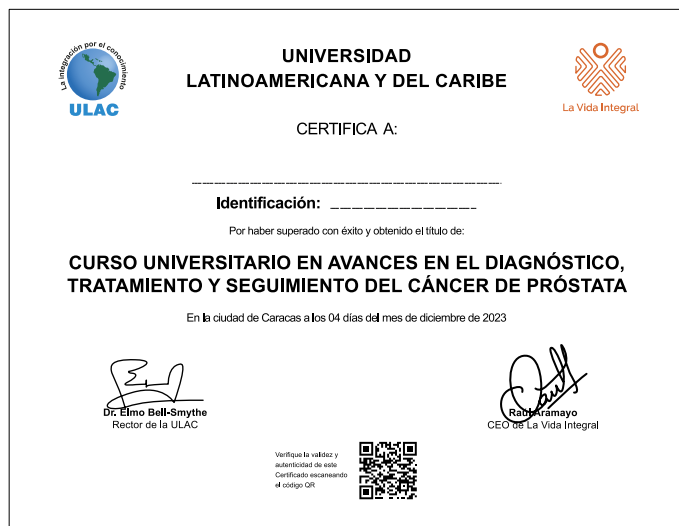 La integración por el conocimiento
ULAC
UNIVERSIDAD
LATINOAMERICANA Y DEL CARIBE
La Vida Integral
CERTIFICA A:
Identificación:
Por haber superado con éxito y obtenido el título de:
CURSO UNIVERSITARIO EN AVANCES EN EL DIAGNÓSTICO,
TRATAMIENTO Y SEGUIMIENTO DEL CÁNCER DE PRÓSTATA
En la ciudad de Caracas a los 04 días del mes de diciembre de 2023
Dr. Elmo Bell-Smythe
Rector de la ULAC
Raúl Aramayo
CEO de La Vida Integral
Verifique la validez y
autenticidad de este
Certificado escaneando
el código QR